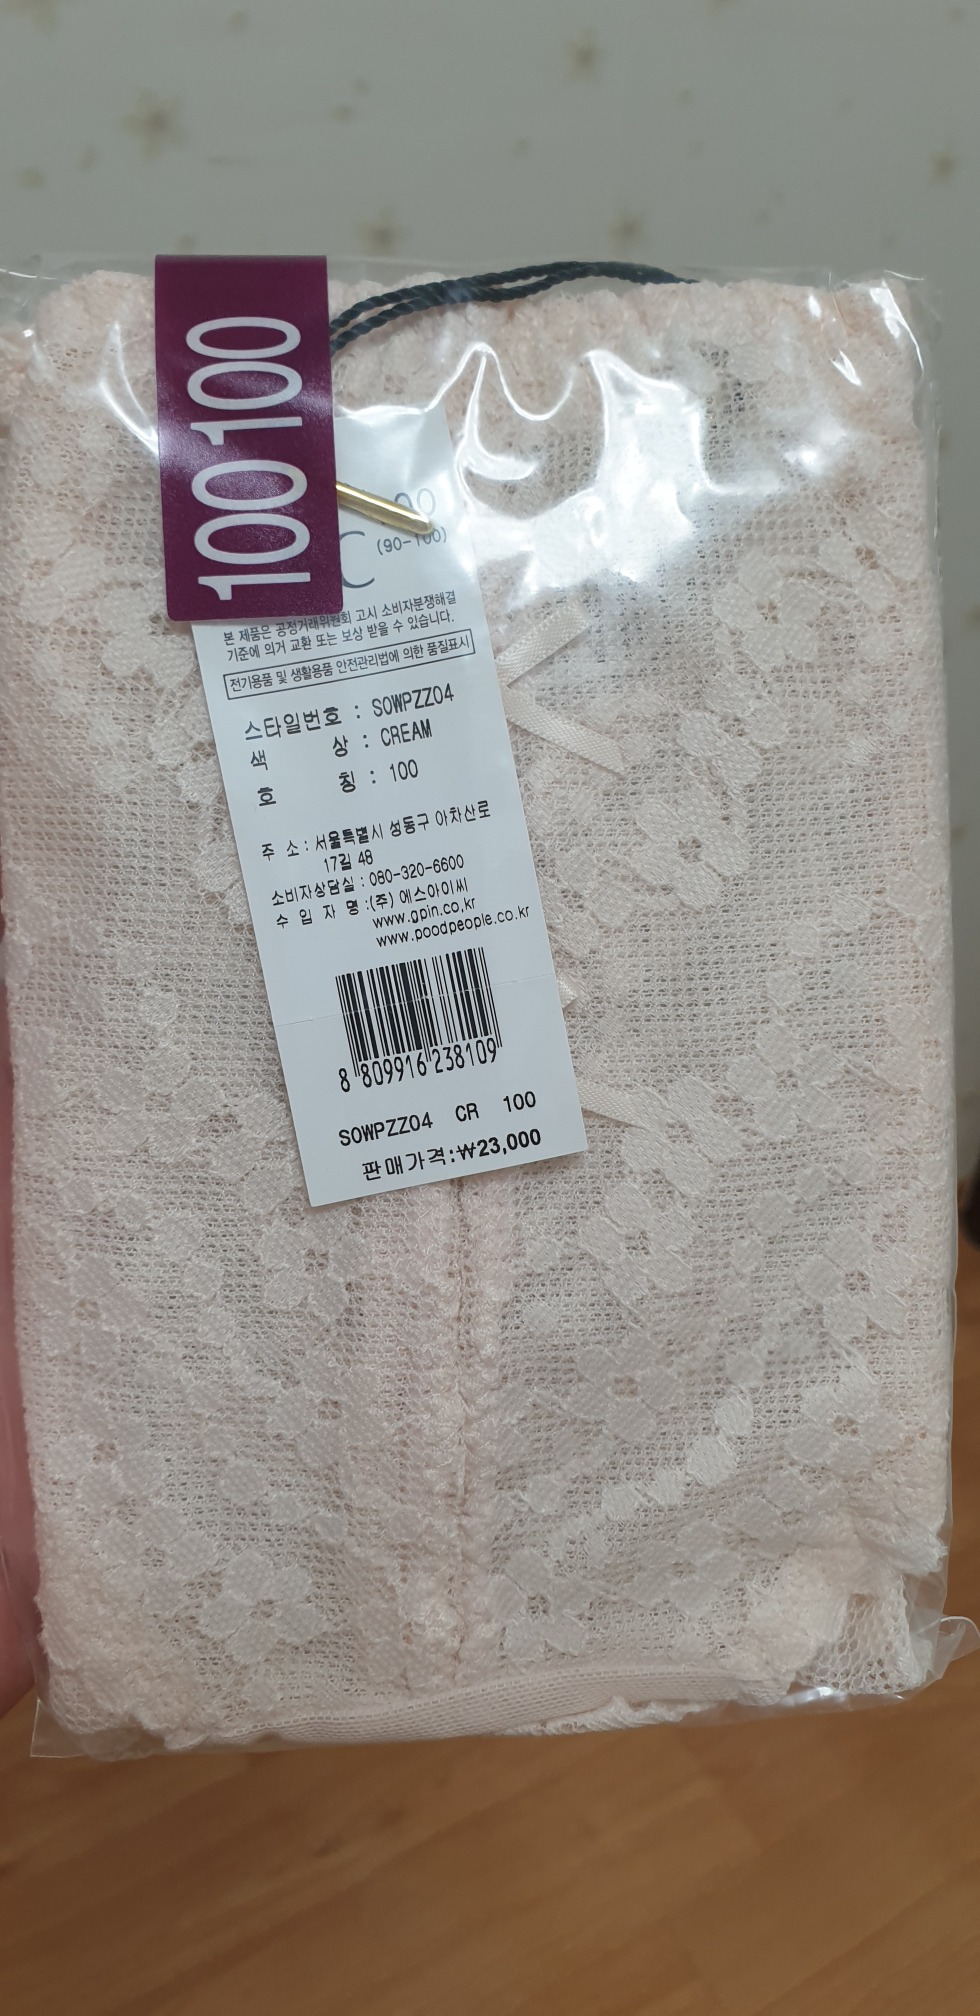 100 100
C (90-100)
본 제품은 공정거래위원회 고시 소비자분쟁해결
기준에 의거 교환 또는 보상 받을 수 있습니다.
전기용품 및 생활용품 안전관리법에 의한 품질표시
스타일번호 : SOWPZZ04
색 상 : CREAM
호 칭 : 100
주 소 : 서울특별시 성동구 아차산로
17길 48
소비자상담실 : 080-320-6600
수 입 자 명 :(주) 에스아이씨
www.gpin.co,kr
www.poodpeople.co.kr
8 809916 238109
SOWPZZ04 CR 100
판매가격:₩23,000